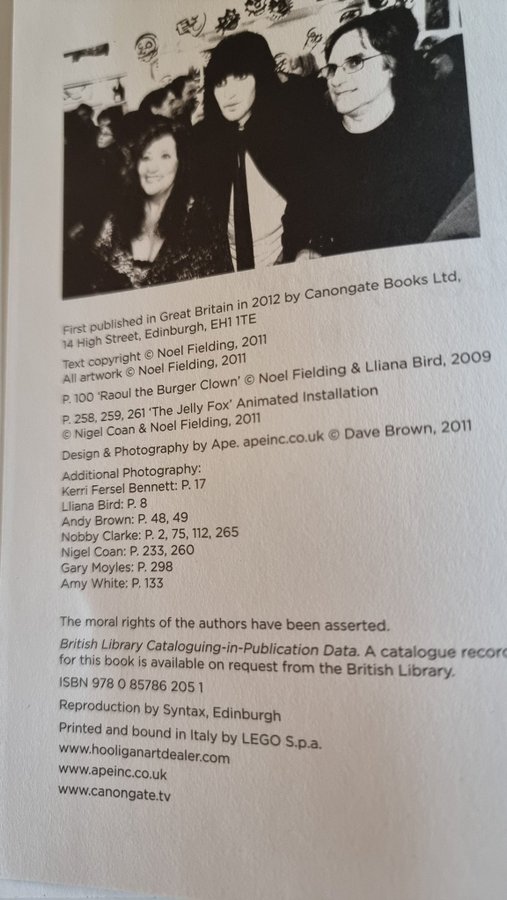 First published in Great Britain in 2012 by Canongate Books Ltd,
14 High Street, Edinburgh, EH1 1TE
Text copyright © Noel Fielding, 2011
All artwork © Noel Fielding, 2011
P. 100 ‘Raoul the Burger Clown’ © Noel Fielding & Lliana Bird, 2009
P. 258, 259, 261 ‘The Jelly Fox’ Animated Installation
© Nigel Coan & Noel Fielding, 2011
Design & Photography by Ape. apeinc.co.uk © Dave Brown, 2011
Additional Photography:
Kerri Fersel Bennett: P. 17
Lliana Bird: P. 8
Andy Brown: P. 48, 49
Nobby Clarke: P. 2, 75, 112, 265
Nigel Coan: P. 233, 260
Gary Moyles: P. 298
Amy White: P. 133
The moral rights of the authors have been asserted.
British Library Cataloguing-in-Publication Data. A catalogue record
for this book is available on request from the British Library.
ISBN 978 0 85786 205 1
Reproduction by Syntax, Edinburgh
Printed and bound in Italy by LEGO S.p.a.
www.hooliganartdealer.com
www.apeinc.co.uk
www.canongate.tv